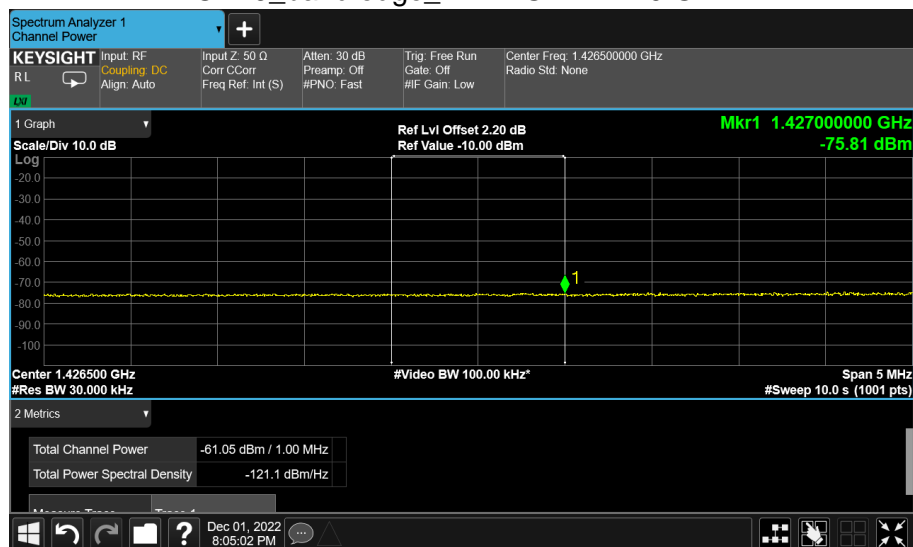 Spectrum Analyzer 1
Channel Power
+
KEYSIGHT
RL
LXI
Input: RF
Coupling: DC
Align: Auto
Input Z: 50 Ω
Corr CCorr
Freq Ref: Int (S)
Atten: 30 dB
Preamp: Off
#PNO: Fast
Trig: Free Run
Gate: Off
#IF Gain: Low
Center Freq: 1.426500000 GHz
Radio Std: None
1 Graph
Scale/Div 10.0 dB
Ref Lvl Offset 2.20 dB
Ref Value -10.00 dBm
Mkr1 1.427000000 GHz
-75.81 dBm
Log
-20.0
-30.0
-40.0
-50.0
-60.0
-70.0
-80.0
-90.0
-100
1
Center 1.426500 GHz
#Res BW 30.000 kHz
#Video BW 100.00 kHz*
Span 5 MHz
#Sweep 10.0 s (1001 pts)
2 Metrics
Total Channel Power -61.05 dBm / 1.00 MHz
Total Power Spectral Density -121.1 dBm/Hz
?
Dec 01, 2022
8:05:02 PM